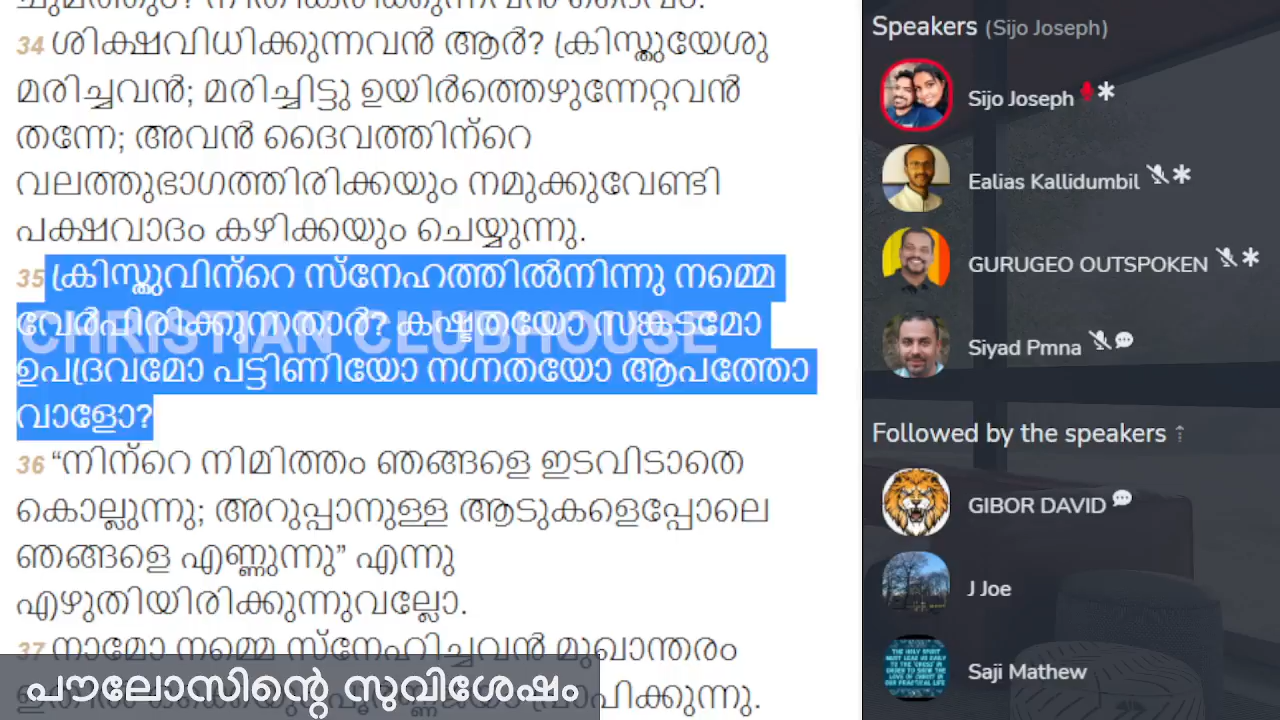 34 ശിക്ഷവിധിക്കുന്നവൻ ആർ? ക്രിസ്തുയേശു
മരിച്ചവൻ; മരിച്ചിട്ടു ഉയിർത്തെഴുന്നേറ്റവൻ
തന്നേ; അവൻ ദൈവത്തിന്റെ
വലത്തുഭാഗത്തിരിക്കയും നമുക്കുവേണ്ടി
പക്ഷവാദം കഴിക്കയും ചെയ്യുന്നു.
35 ക്രിസ്തുവിന്റെ സ്നേഹത്തിൽനിന്നു നമ്മെ
വേർപിരിക്കുന്നതാർ? കഷ്ടതയോ സങ്കടമോ
CHRISTIAN CLUBHOUSE
ഉപദ്രവമോ പട്ടിണിയോ നഗ്നതയോ ആപത്തോ
വാളോ?
36 “നിന്റെ നിമിത്തം ഞങ്ങളെ ഇടവിടാതെ
കൊല്ലുന്നു; അറുപ്പാനുള്ള ആടുകളെപ്പോലെ
ഞങ്ങളെ എണ്ണുന്നു” എന്നു
എഴുതിയിരിക്കുന്നുവല്ലോ.
37 നാമോ നമ്മെ സ്നേഹിച്ചവൻ മുഖാന്തരം
പൗലോസിന്റെ സുവിശേഷം
Speakers (Sijo Joseph)
Sijo Joseph
Ealias Kallidumbil
GURUGEO OUTSPOKEN
Siyad Pmna
Followed by the speakers
GIBOR DAVID
J Joe
Saji Mathew